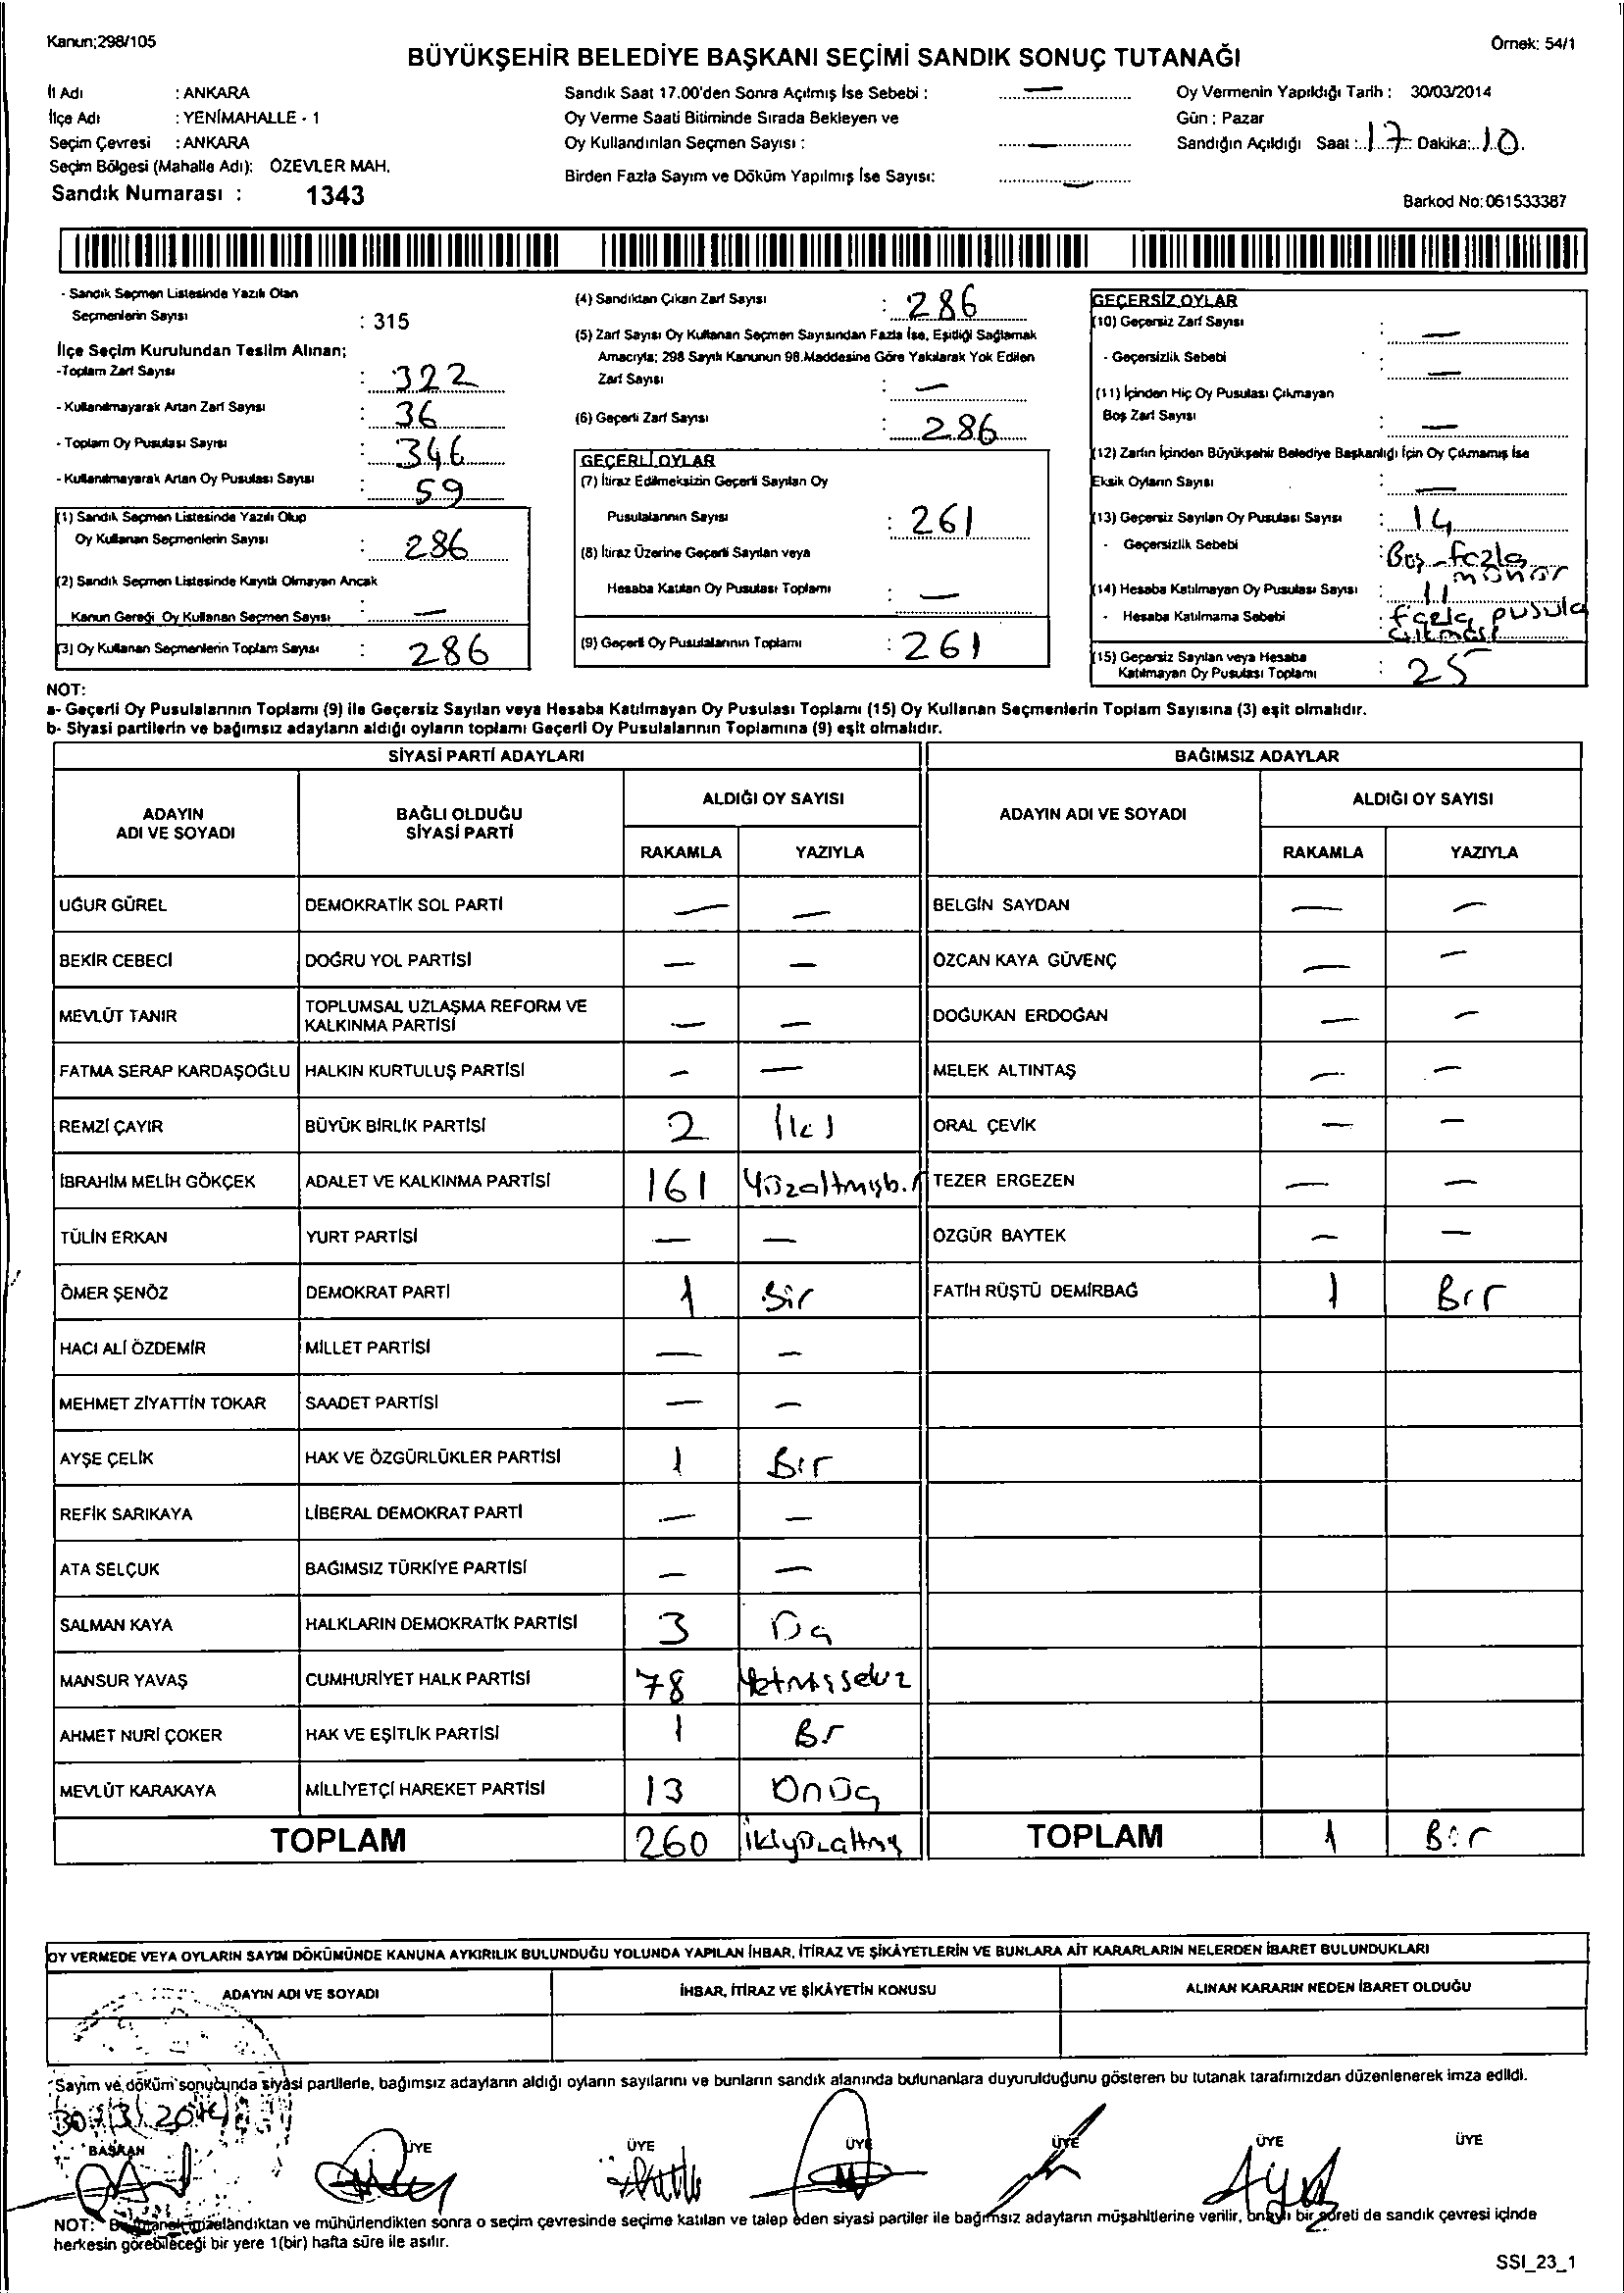 Kanun;298/105
Örnek: 54/1
BÜYÜKŞEHİR BELEDİYE BAŞKANI SEÇİMİ SANDIK SONUÇ TUTANAĞI
İl Adı : ANKARA
İlçe Adı : YENİMAHALLE - 1
Seçim Çevresi : ANKARA
Seçim Bölgesi (Mahalle Adı): ÖZEVLER MAH.
Sandık Numarası : 1343
Sandık Saat 17.00'den Sonra Açılmış İse Sebebi : —
Oy Verme Saati Bitiminde Sırada Bekleyen ve
Oy Kullandırılan Seçmen Sayısı : —
Birden Fazla Sayım ve Döküm Yapılmış İse Sayısı: —
Oy Vermenin Yapıldığı Tarih : 30/03/2014
Gün : Pazar
Sandığın Açıldığı Saat : 17 Dakika: 10
Barkod No: 061533387
- Sandık Seçmen Listesinde Yazılı Olan
Seçmenlerin Sayısı : 315
İlçe Seçim Kurulundan Teslim Alınan;
-Toplam Zarf Sayısı : 322
- Kullanılmayarak Artan Zarf Sayısı : 36
- Toplam Oy Pusulası Sayısı : 346
- Kullanılmayarak Artan Oy Pusulası Sayısı : 59
(1) Sandık Seçmen Listesinde Yazılı Olup
Oy Kullanan Seçmenlerin Sayısı : 286
(2) Sandık Seçmen Listesinde Kayıtlı Olmayan Ancak
Kanun Gereği Oy Kullanan Seçmen Sayısı : —
(3) Oy Kullanan Seçmenlerin Toplam Sayısı : 286
(4) Sandıktan Çıkan Zarf Sayısı : 286
(5) Zarf Sayısı Oy Kullanan Seçmen Sayısından Fazla İse, Eşitliği Sağlamak
Amacıyla; 298 Sayılı Kanunun 98.Maddesine Göre Yakılarak Yok Edilen
Zarf Sayısı : —
(6) Geçerli Zarf Sayısı : 286
GEÇERLİ OYLAR
(7) İtiraz Edilmeksizin Geçerli Sayılan Oy
Pusulalarının Sayısı : 261
(8) İtiraz Üzerine Geçerli Sayılan veya
Hesaba Katılan Oy Pusulası Toplamı : —
(9) Geçerli Oy Pusulalarının Toplamı : 261
GEÇERSİZ OYLAR
(10) Geçersiz Zarf Sayısı : —
- Geçersizlik Sebebi : —
(11) İçinden Hiç Oy Pusulası Çıkmayan
Boş Zarf Sayısı : —
(12) Zarfın İçinden Büyükşehir Belediye Başkanlığı İçin Oy Çıkmamış İse
Eksik Oyların Sayısı : —
(13) Geçersiz Sayılan Oy Pusulası Sayısı : 14
- Geçersizlik Sebebi : Boş - fazla
mühür
(14) Hesaba Katılmayan Oy Pusulası Sayısı : 11
- Hesaba Katılmama Sebebi : fazla pusula
çıkması
(15) Geçersiz Sayılan veya Hesaba
Katılmayan Oy Pusulası Toplamı : 25
NOT:
a- Geçerli Oy Pusulalarının Toplamı (9) ile Geçersiz Sayılan veya Hesaba Katılmayan Oy Pusulası Toplamı (15) Oy Kullanan Seçmenlerin Toplam Sayısına (3) eşit olmalıdır.
b- Siyasi partilerin ve bağımsız adayların aldığı oyların toplamı Geçerli Oy Pusulalarının Toplamına (9) eşit olmalıdır.
SİYASİ PARTİ ADAYLARI BAĞIMSIZ ADAYLAR
ADAYIN ADI VE SOYADI BAĞLI OLDUĞU SİYASİ PARTİ ALDIĞI OY SAYISI ADAYIN ADI VE SOYADI ALDIĞI OY SAYISI
RAKAMLA YAZIYLA RAKAMLA YAZIYLA
UĞUR GÜREL DEMOKRATİK SOL PARTİ — — BELGİN SAYDAN — —
BEKİR CEBECİ DOĞRU YOL PARTİSİ — — ÖZCAN KAYA GÜVENÇ — —
MEVLÜT TANIR TOPLUMSAL UZLAŞMA REFORM VE KALKINMA PARTİSİ — — DOĞUKAN ERDOĞAN — —
FATMA SERAP KARDAŞOĞLU HALKIN KURTULUŞ PARTİSİ — — MELEK ALTINTAŞ — —
REMZİ ÇAYIR BÜYÜK BİRLİK PARTİSİ 2 İki ORAL ÇEVİK — —
İBRAHİM MELİH GÖKÇEK ADALET VE KALKINMA PARTİSİ 161 Yüzaltmışb. TEZER ERGEZEN — —
TÜLİN ERKAN YURT PARTİSİ — — ÖZGÜR BAYTEK — —
ÖMER ŞENÖZ DEMOKRAT PARTİ 1 Bir FATİH RÜŞTÜ DEMİRBAĞ 1 Bir
HACI ALİ ÖZDEMİR MİLLET PARTİSİ — —
MEHMET ZİYATTİN TOKAR SAADET PARTİSİ — —
AYŞE ÇELİK HAK VE ÖZGÜRLÜKLER PARTİSİ 1 Bir
REFİK SARIKAYA LİBERAL DEMOKRAT PARTİ — —
ATA SELÇUK BAĞIMSIZ TÜRKİYE PARTİSİ — —
SALMAN KAYA HALKLARIN DEMOKRATİK PARTİSİ 3 Üç
MANSUR YAVAŞ CUMHURİYET HALK PARTİSİ 78 Yetmişsekiz
AHMET NURİ ÇOKER HAK VE EŞİTLİK PARTİSİ 1 Bir
MEVLÜT KARAKAYA MİLLİYETÇİ HAREKET PARTİSİ 13 Onüç
TOPLAM 260 İkiyüzaltmış TOPLAM 1 Bir
OY VERMEDE VEYA OYLARIN SAYIM DÖKÜMÜNDE KANUNA AYKIRILIK BULUNDUĞU YOLUNDA YAPILAN İHBAR, İTİRAZ VE ŞİKÂYETLERİN VE BUNLARA AİT KARARLARIN NELERDEN İBARET BULUNDUKLARI
ADAYIN ADI VE SOYADI İHBAR, İTİRAZ VE ŞİKÂYETİN KONUSU ALINAN KARARIN NEDEN İBARET OLDUĞU
Sayım ve döküm sonucunda siyasi partilerle, bağımsız adayların aldığı oyların sayılarını ve bunların sandık alanında bulunanlara duyurulduğunu gösteren bu tutanak tarafımızdan düzenlenerek imza edildi.
30/3/2014
BAŞKAN ÜYE ÜYE ÜYE ÜYE ÜYE ÜYE
NOT: Bu tutanak imzalandıktan ve mühürlendikten sonra o seçim çevresinde seçime katılan ve talep eden siyasi partiler ile bağımsız adayların müşahitlerine verilir, onaylı bir sureti de sandık çevresi içinde
herkesin görebileceği bir yere 1(bir) hafta süre ile asılır.
SSI_23_1